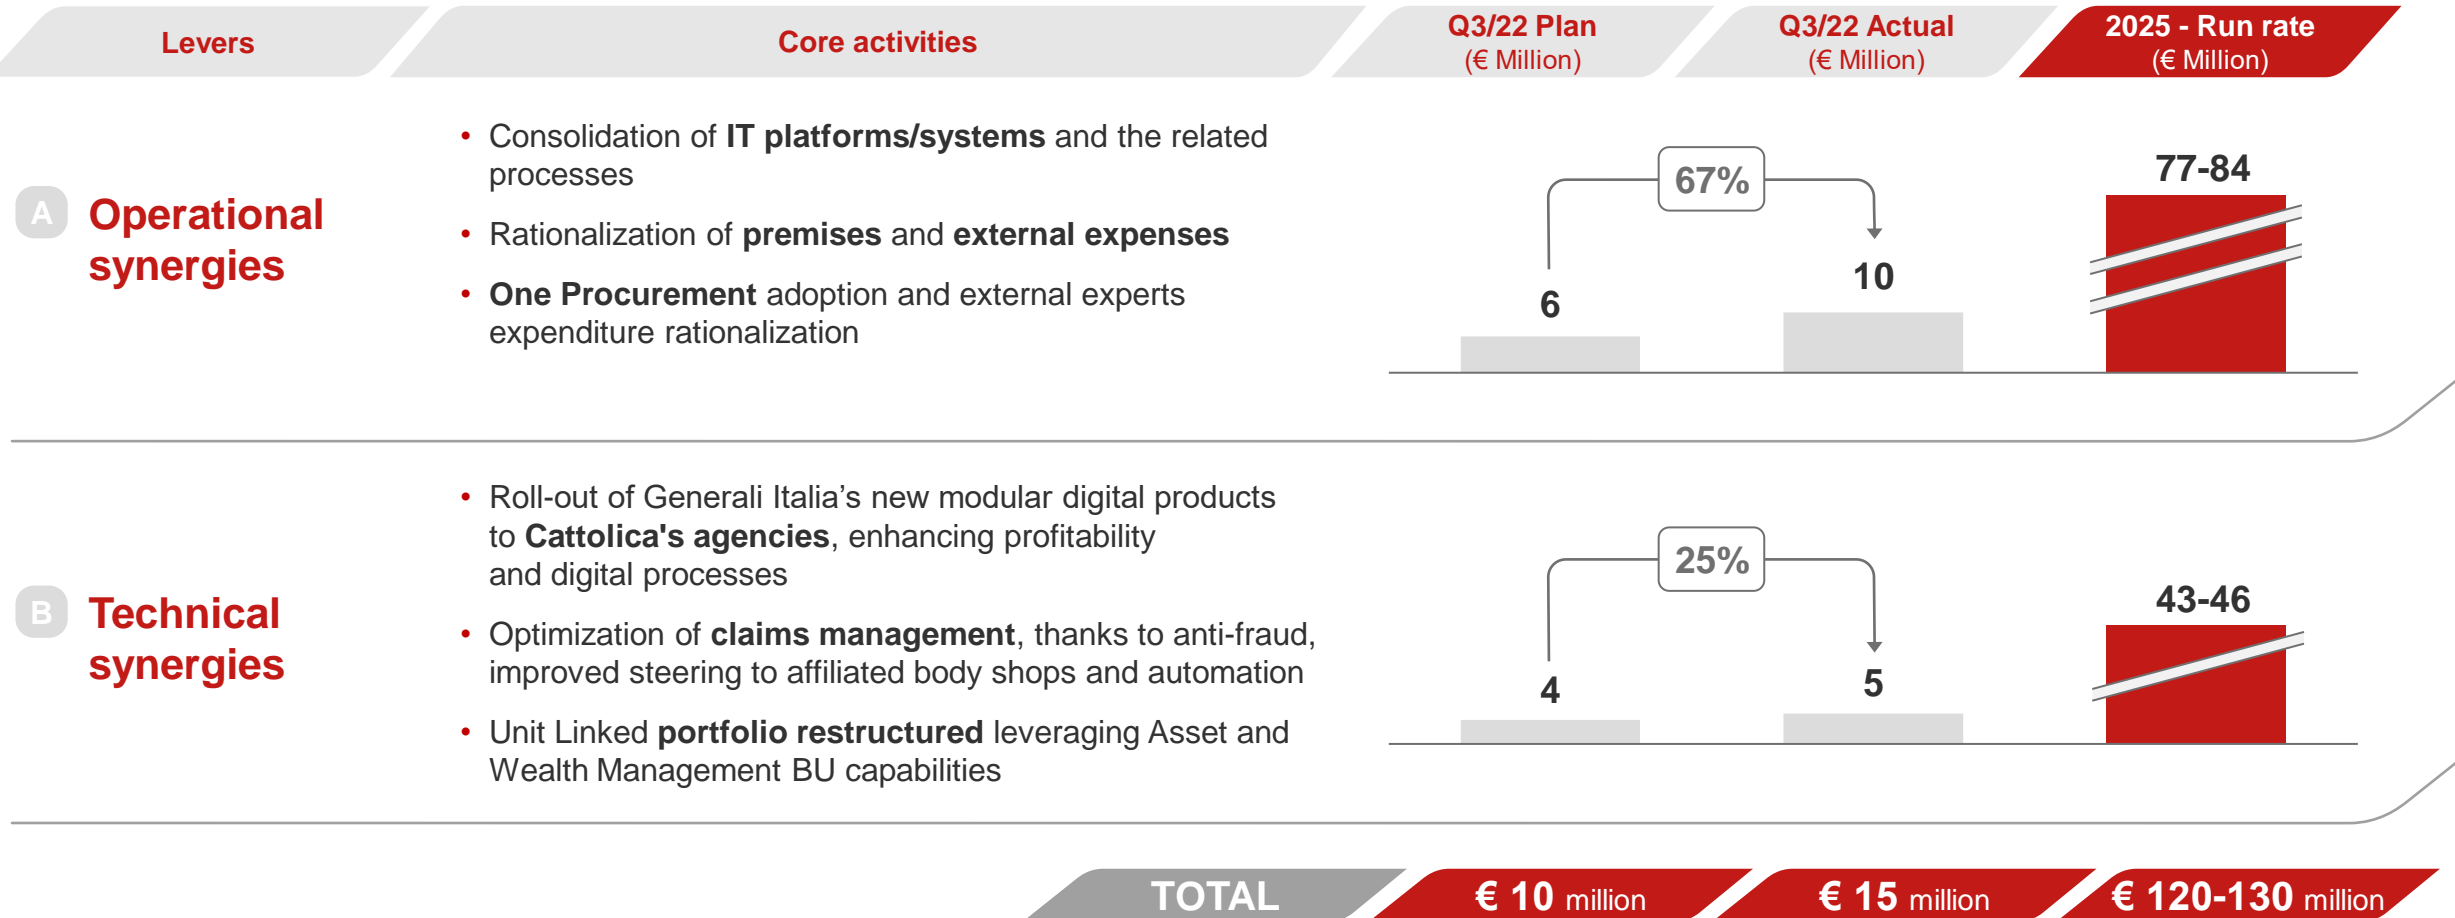 Levers
Core activities
Q3/22 Plan
(€ Million)
Q3/22 Actual
(€ Million)
2025 - Run rate
(€ Million)
A
Operational
synergies
• Consolidation of IT platforms/systems and the related
processes
• Rationalization of premises and external expenses
• One Procurement adoption and external experts
expenditure rationalization
67%
6
10
77-84
B
Technical
synergies
• Roll-out of Generali Italia’s new modular digital products
to Cattolica's agencies, enhancing profitability
and digital processes
• Optimization of claims management, thanks to anti-fraud,
improved steering to affiliated body shops and automation
• Unit Linked portfolio restructured leveraging Asset and
Wealth Management BU capabilities
25%
4
5
43-46
TOTAL
€ 10 million
€ 15 million
€ 120-130 million